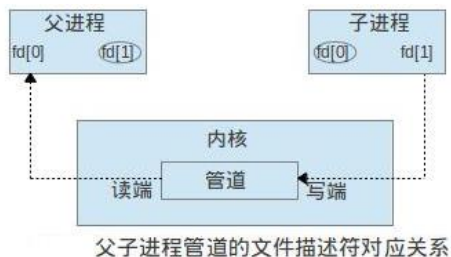 父进程
子进程
fd[0]
fd[1]
fd[0]
fd[1]
内核
管道
读端
写端
父子进程管道的文件描述符对应关系